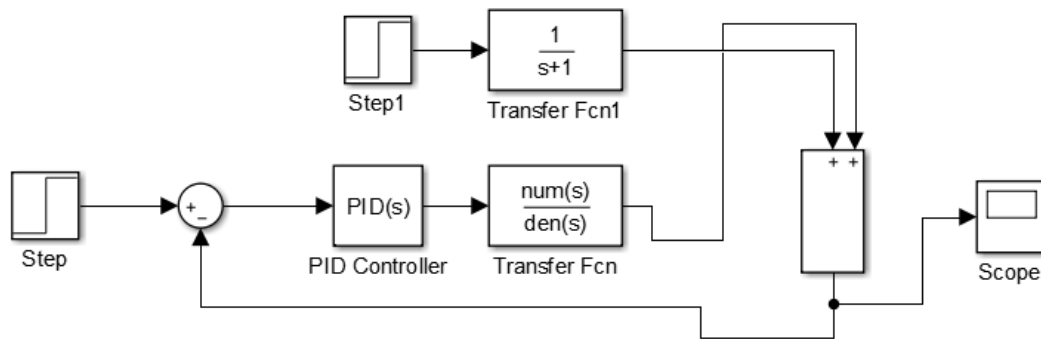 1
s+1
Step1
Transfer Fcn1
+ +
+
−
PID(s)
num(s)
den(s)
Step
PID Controller
Transfer Fcn
Scope